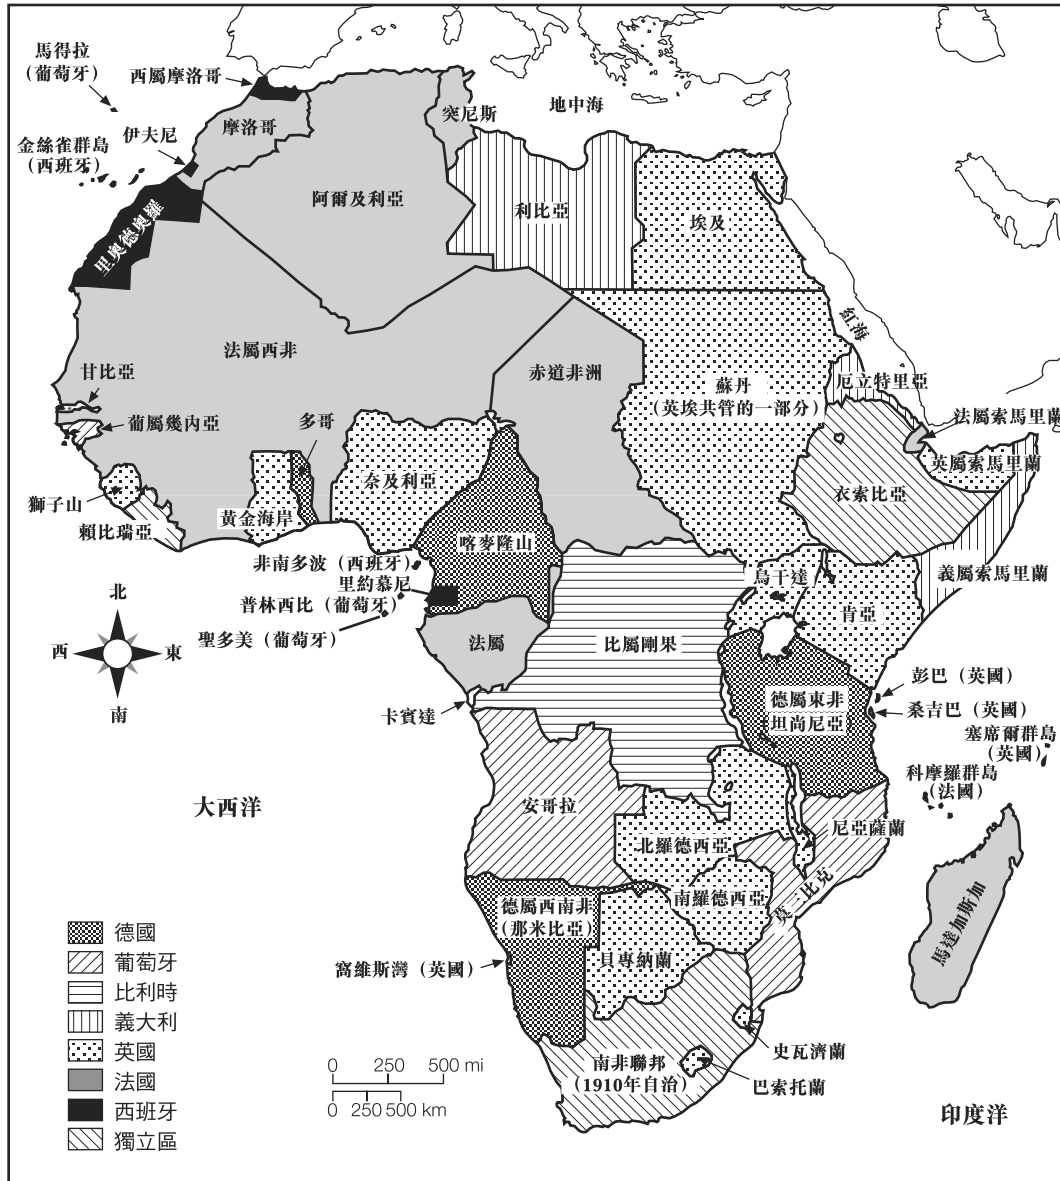 馬得拉
(葡萄牙)
西屬摩洛哥
地中海
突尼斯
摩洛哥
伊夫尼
金絲雀群島
(西班牙)
阿爾及利亞
利比亞
埃及
里奧德奧羅
紅海
法屬西非
甘比亞
赤道非洲
蘇丹
(英埃共管的一部分)
厄立特里亞
法屬索馬里蘭
葡屬幾內亞
多哥
英屬索馬里蘭
奈及利亞
衣索比亞
獅子山
黃金海岸
賴比瑞亞
喀麥隆山
非南多波(西班牙)
義屬索馬里蘭
烏干達
里約慕尼
北
普林西比(葡萄牙)
肯亞
聖多美(葡萄牙)
法屬
比屬剛果
西
東
彭巴(英國)
德屬東非
坦尚尼亞
桑吉巴(英國)
南
卡賓達
塞席爾群島
(英國)
科摩羅群島
(法國)
大西洋
安哥拉
尼亞薩蘭
北羅德西亞
莫三比克
南羅德西亞
德屬西南非
(那米比亞)
馬達加斯加
德國
葡萄牙
貝專納蘭
窩維斯灣(英國)
比利時
義大利
英國
史瓦濟蘭
南非聯邦
(1910年自治)
0 250 500 mi
法國
巴索托蘭
0 250 500 km
西班牙
印度洋
獨立區